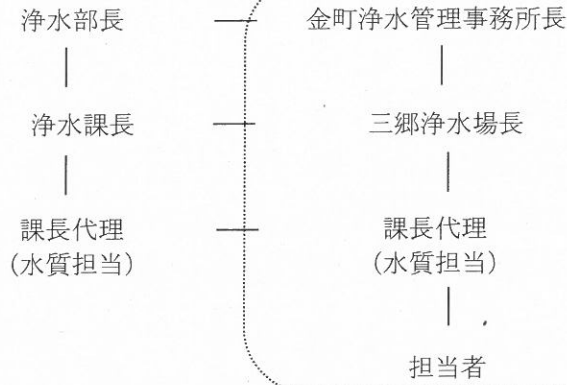 浄水部長
金町浄水管理事務所長
浄水課長
三郷浄水場長
課長代理
(水質担当)
課長代理
(水質担当)
担当者